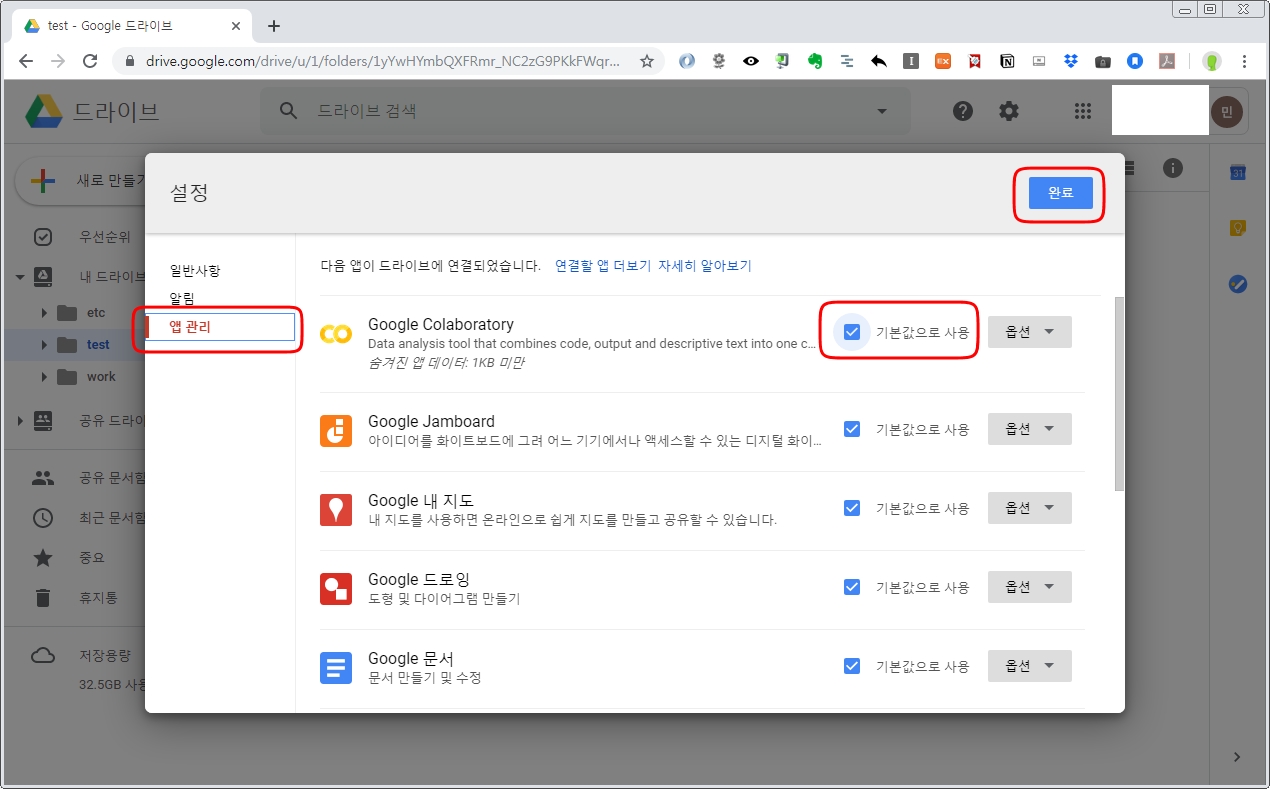 test - Google 드라이브
drive.google.com/drive/u/1/folders/1yYwHYmbQXFRmr_NC2zG9PKkFWqr...
드라이브
드라이브 검색
민
새로 만들기
우선순위
내 드라이브
etc
test
work
공유 드라이
공유 문서함
최근 문서함
중요
휴지통
저장용량
32.5GB 사용
설정
완료
일반사항
알림
앱 관리
다음 앱이 드라이브에 연결되었습니다. 연결할 앱 더보기 자세히 알아보기
Google Colaboratory
Data analysis tool that combines code, output and descriptive text into one c...
숨겨진 앱 데이터: 1KB 미만
기본값으로 사용
옵션
Google Jamboard
아이디어를 화이트보드에 그려 어느 기기에서나 액세스할 수 있는 디지털 화이...
기본값으로 사용
옵션
Google 내 지도
내 지도를 사용하면 온라인으로 쉽게 지도를 만들고 공유할 수 있습니다.
기본값으로 사용
옵션
Google 드로잉
도형 및 다이어그램 만들기
기본값으로 사용
옵션
Google 문서
문서 만들기 및 수정
기본값으로 사용
옵션
31